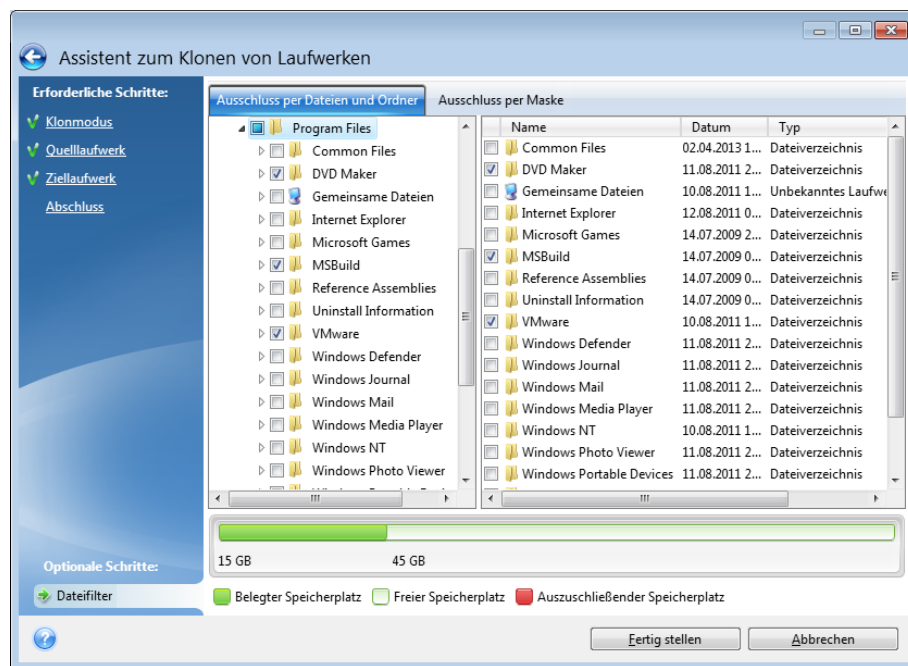 Assistent zum Klonen von Laufwerken
Erforderliche Schritte:
Klonmodus
Quelllaufwerk
Ziellaufwerk
Abschluss
Optionale Schritte:
Dateifilter
Ausschluss per Dateien und Ordner
Ausschluss per Maske
Program Files
Common Files
DVD Maker
Gemeinsame Dateien
Internet Explorer
Microsoft Games
MSBuild
Reference Assemblies
Uninstall Information
VMware
Windows Defender
Windows Journal
Windows Mail
Windows Media Player
Windows NT
Windows Photo Viewer
Name Datum Typ
Common Files 02.04.2013 1... Dateiverzeichnis
DVD Maker 11.08.2011 2... Dateiverzeichnis
Gemeinsame Dateien 10.08.2011 1... Unbekanntes Laufwe
Internet Explorer 12.08.2011 0... Dateiverzeichnis
Microsoft Games 14.07.2009 2... Dateiverzeichnis
MSBuild 14.07.2009 0... Dateiverzeichnis
Reference Assemblies 14.07.2009 0... Dateiverzeichnis
Uninstall Information 14.07.2009 0... Dateiverzeichnis
VMware 10.08.2011 1... Dateiverzeichnis
Windows Defender 11.08.2011 2... Dateiverzeichnis
Windows Journal 11.08.2011 2... Dateiverzeichnis
Windows Mail 11.08.2011 2... Dateiverzeichnis
Windows Media Player 11.08.2011 2... Dateiverzeichnis
Windows NT 10.08.2011 1... Dateiverzeichnis
Windows Photo Viewer 11.08.2011 2... Dateiverzeichnis
Windows Portable Devices 11.08.2011 2... Dateiverzeichnis
15 GB 45 GB
Belegter Speicherplatz Freier Speicherplatz Auszuschließender Speicherplatz
Fertig stellen Abbrechen